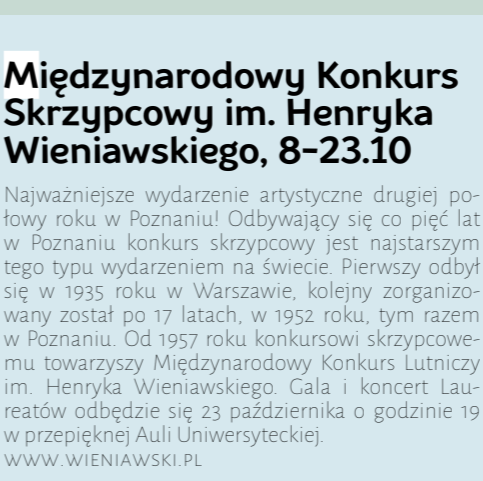 Międzynarodowy Konkurs
Skrzypcowy im. Henryka
Wieniawskiego, 8-23.10
Najważniejsze wydarzenie artystyczne drugiej po-
łowy roku w Poznaniu! Odbywający się co pięć lat
w Poznaniu konkurs skrzypcowy jest najstarszym
tego typu wydarzeniem na świecie. Pierwszy odbył
się w 1935 roku w Warszawie, kolejny zorganizo-
wany został po 17 latach, w 1952 roku, tym razem
w Poznaniu. Od 1957 roku konkursowi skrzypcowe-
mu towarzyszy Międzynarodowy Konkurs Lutniczy
im. Henryka Wieniawskiego. Gala i koncert Lau-
reatów odbędzie się 23 października o godzinie 19
w przepięknej Auli Uniwersyteckiej.
WWW.WIENIAWSKI.PL